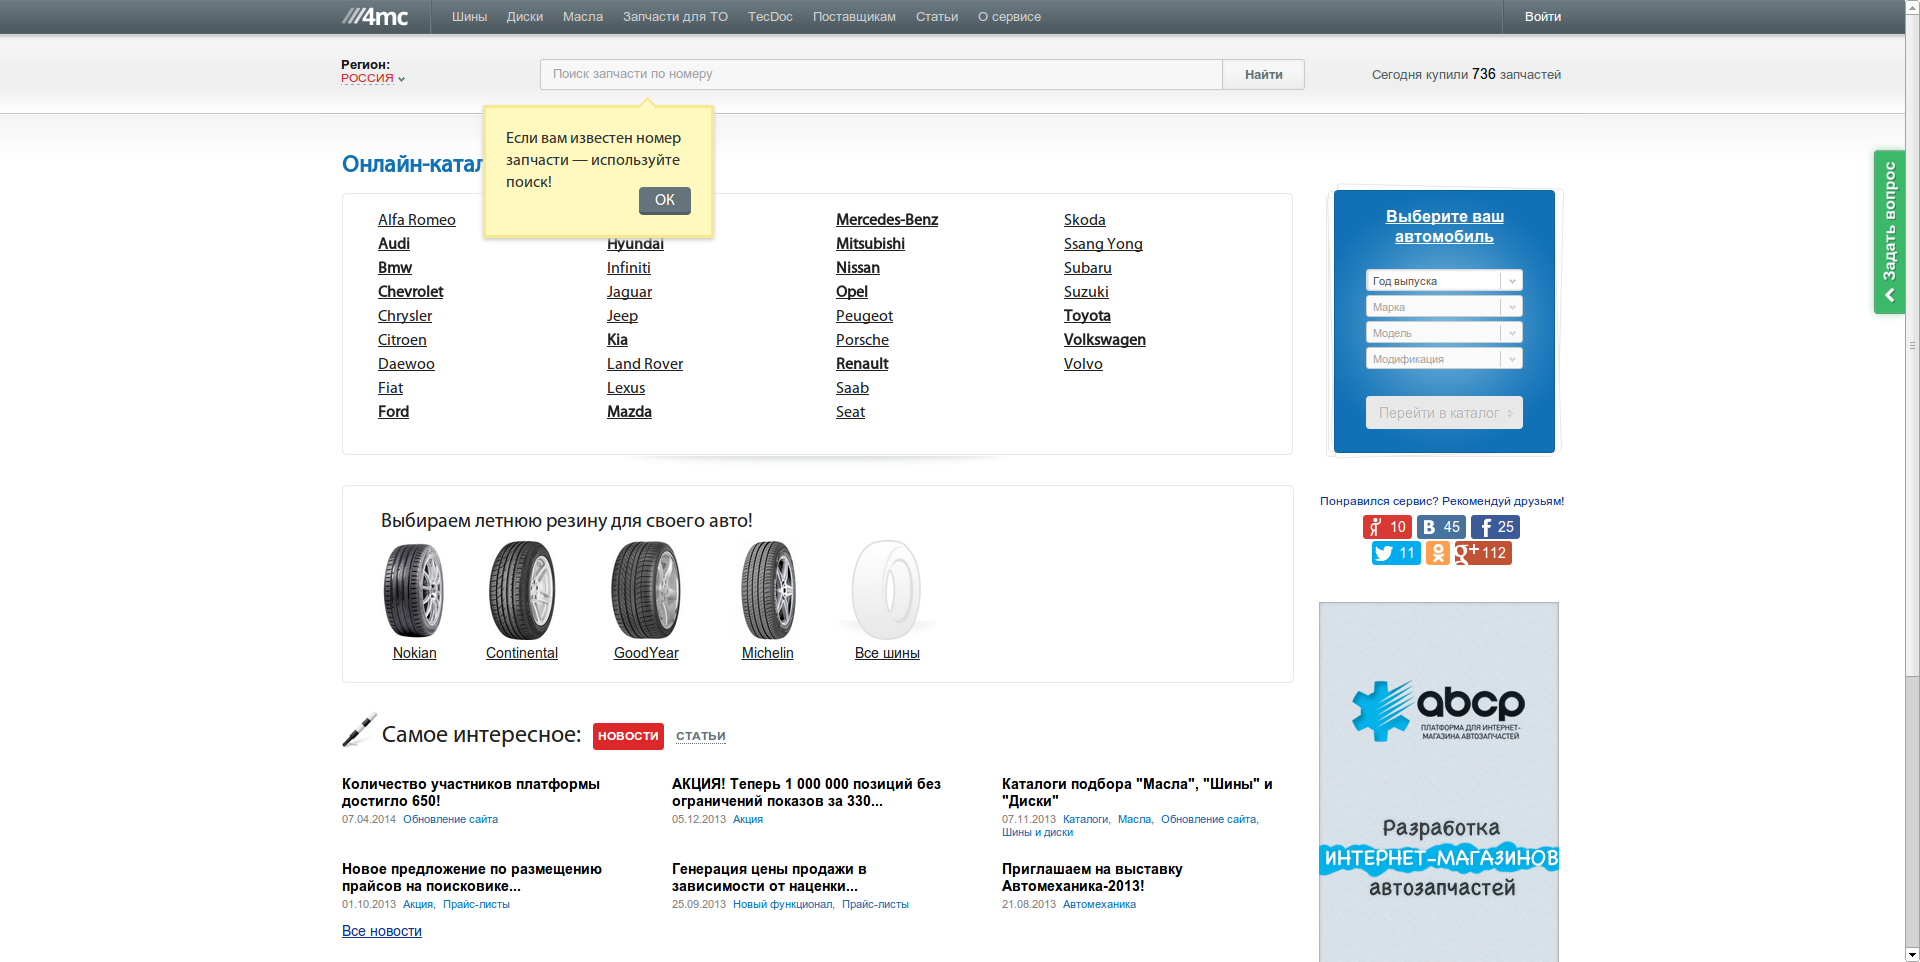 4mc
Шины Диски Масла Запчасти для ТО TecDoc Поставщикам Статьи О сервисе
Войти
Регион:
РОССИЯ
Поиск запчасти по номеру
Найти
Сегодня купили 736 запчастей
Если вам известен номер
запчасти — используйте
поиск!
OK
Онлайн-катал
Alfa Romeo
Audi
Bmw
Chevrolet
Chrysler
Citroen
Daewoo
Fiat
Ford
Hyundai
Infiniti
Jaguar
Jeep
Kia
Land Rover
Lexus
Mazda
Mercedes-Benz
Mitsubishi
Nissan
Opel
Peugeot
Porsche
Renault
Saab
Seat
Skoda
Ssang Yong
Subaru
Suzuki
Toyota
Volkswagen
Volvo
Выберите ваш
автомобиль
Год выпуска
Марка
Модель
Модификация
Перейти в каталог
Задать вопрос
Выбираем летнюю резину для своего авто!
Nokian
Continental
GoodYear
Michelin
Все шины
Понравился сервис? Рекомендуй друзьям!
Я 10 В 45 f 25
11 g+ 112
Самое интересное: НОВОСТИ СТАТЬИ
Количество участников платформы
достигло 650!
07.04.2014 Обновление сайта
АКЦИЯ! Теперь 1 000 000 позиций без
ограничений показов за 330...
05.12.2013 Акция
Каталоги подбора "Масла", "Шины" и
"Диски"
07.11.2013 Каталоги, Масла, Обновление сайта,
Шины и диски
Новое предложение по размещению
прайсов на поисковике...
01.10.2013 Акция, Прайс-листы
Генерация цены продажи в
зависимости от наценки...
25.09.2013 Новый функционал, Прайс-листы
Приглашаем на выставку
Автомеханика-2013!
21.08.2013 Автомеханика
Все новости
abcp
ПЛАТФОРМА ДЛЯ ИНТЕРНЕТ-
МАГАЗИНА АВТОЗАПЧАСТЕЙ
Разработка
ИНТЕРНЕТ-МАГАЗИНОВ
автозапчастей